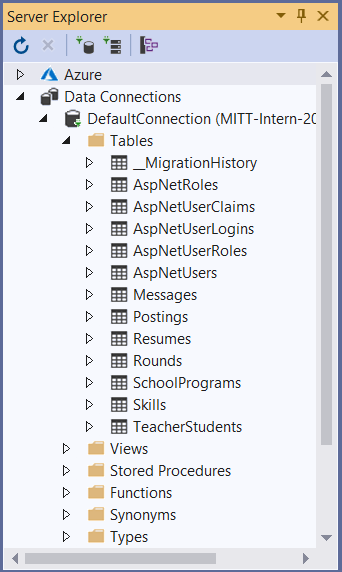 Server Explorer
Azure
Data Connections
DefaultConnection (MITT-Intern-20
Tables
__MigrationHistory
AspNetRoles
AspNetUserClaims
AspNetUserLogins
AspNetUserRoles
AspNetUsers
Messages
Postings
Resumes
Rounds
SchoolPrograms
Skills
TeacherStudents
Views
Stored Procedures
Functions
Synonyms
Types